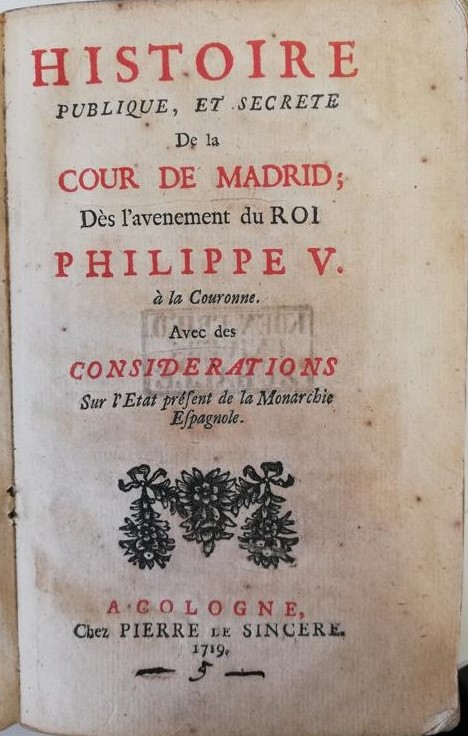 HISTOIRE
PUBLIQUE, ET SECRETE
De la
COUR DE MADRID;
Dès l'avenement du ROI
PHILIPPE V.
à la Couronne.
Avec des
CONSIDERATIONS
Sur l'Etat préſent de la Monarchie
Eſpagnole.
A COLOGNE,
Chez PIERRE LE SINCERE.
1719.
— 5 —